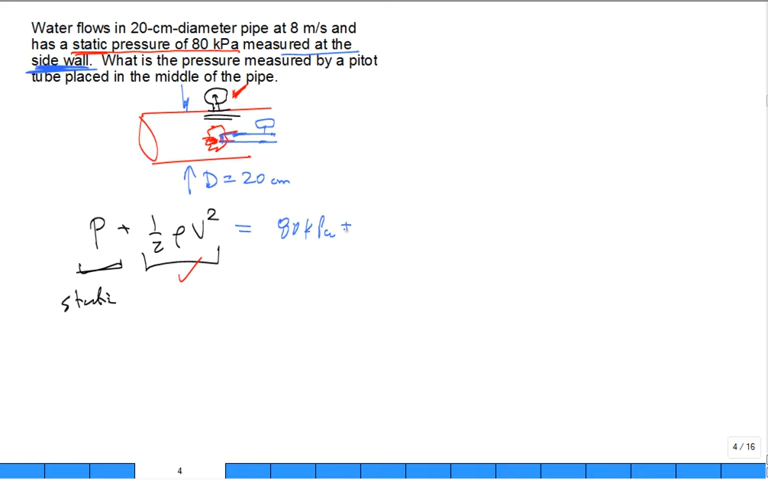 Water flows in 20-cm-diameter pipe at 8 m/s and
has a static pressure of 80 kPa measured at the
side wall. What is the pressure measured by a pitot
tube placed in the middle of the pipe.
↑ D = 20 cm
P + 1/2 ρ V² = 80 kPa +
static
4 / 16
4